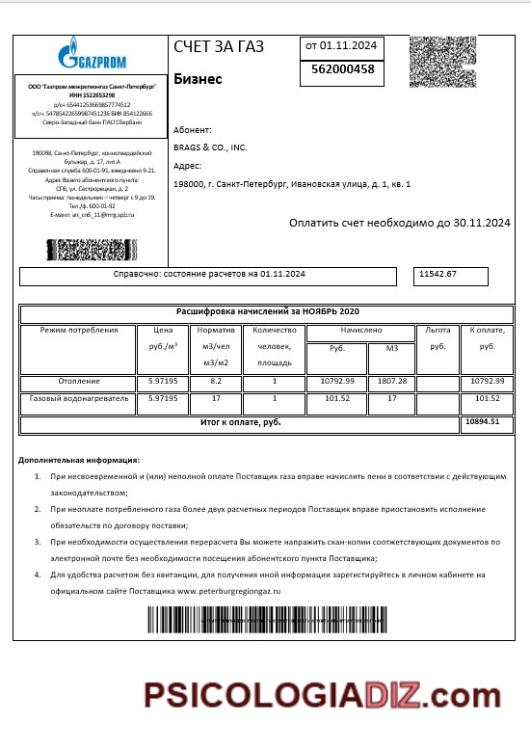 GAZPROM
ООО "Газпром межрегионгаз Санкт-Петербург"
ИНН 1522653298
р/сч 65441253669857774512
к/сч. 54785422659987451236 БИК 854122666
Северо-Западный банк ПАО Сбербанк
190098, Санкт-Петербург, конногвардейский
бульвар, д. 17, лит А
Справочная служба 600-01-91, ежедневно 9-21.
Адрес Вазего абонентского пункта:
СПб, ул. Сестрорецкая, д. 2
Часы приема: понедельник – четверг с 9 до 19.
Тел./ф. 600-01-92
E-маит: an_сп6_11@mrg.spb.ru
СЧЕТ ЗА ГАЗ
Бизнес
от 01.11.2024
562000458
Абонент:
BRAGS & CO., INC.
Адрес:
198000, г. Санкт-Петербург, Ивановская улица, д. 1, кв. 1
Оплатить счет необходимо до 30.11.2024
Справочно: состояние расчетов на 01.11.2024 11542.67
Расшифровка начислений за НОЯБРЬ 2020
Режим потребления Цена руб./м³ Норматив м3/чел м3/м2 Количество человек, площадь Начислено Руб. М3 Льгота руб. К оплате, руб.
Отопление 5.97195 8.2 1 10792.99 1807.28 10792.99
Газовый водонагреватель 5.97195 17 1 101.52 17 101.52
Итог к оплате, руб. 10894.51
Дополнительная информация:
1. При несвоевременной и (или) неполной оплате Поставщик газа вправе начислить пени в соответствии с действующим
законодательством;
2. При неоплате потребленного газа более двух расчетных периодов Поставщик вправе приостановить исполнение
обязательств по договору поставки;
3. При необходимости осуществления перерасчета Вы можете направить скан-копии соответствующих документов по
электронной почте без необходимости посещения абонентского пункта Поставщика;
4. Для удобства расчетож без квитанции, для получения иной информации зарегистируйтесь в личном кабинете на
официальном сайте Поставщика www.peterburgregiongaz.ru
PSICOLOGIADIZ.com